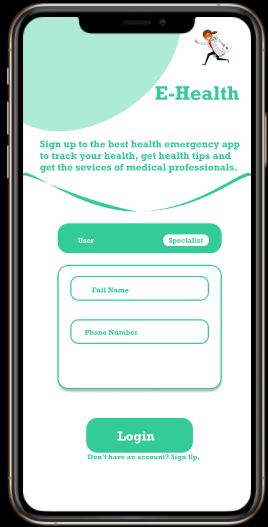 E-Health
Sign up to the best health emergency app
to track your health, get health tips and
get the sevices of medical professionals.
User
Specialist
Full Name
Phone Number
Login
Don't have an account? Sign Up.